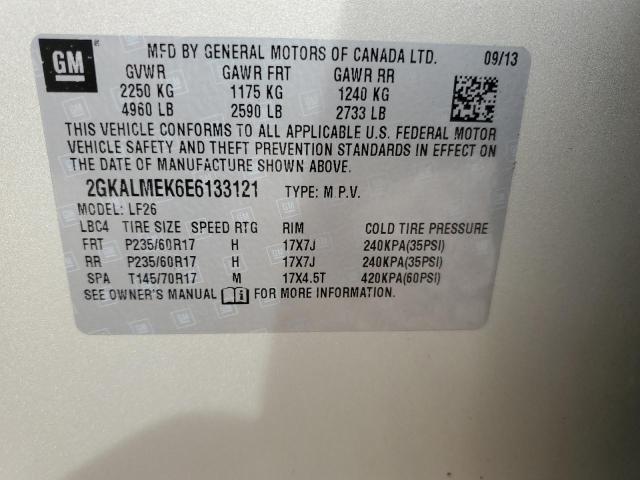 GM
MFD BY GENERAL MOTORS OF CANADA LTD. 09/13
GVWR GAWR FRT GAWR RR
2250 KG 1175 KG 1240 KG
4960 LB 2590 LB 2733 LB
THIS VEHICLE CONFORMS TO ALL APPLICABLE U.S. FEDERAL MOTOR
VEHICLE SAFETY AND THEFT PREVENTION STANDARDS IN EFFECT ON
THE DATE OF MANUFACTURE SHOWN ABOVE.
2GKALMEK6E6133121 TYPE: M.P.V.
MODEL: LF26
LBC4 TIRE SIZE SPEED RTG RIM COLD TIRE PRESSURE
FRT P235/60R17 H 17X7J 240KPA(35PSI)
RR P235/60R17 H 17X7J 240KPA(35PSI)
SPA T145/70R17 M 17X4.5T 420KPA(60PSI)
SEE OWNER'S MANUAL FOR MORE INFORMATION.